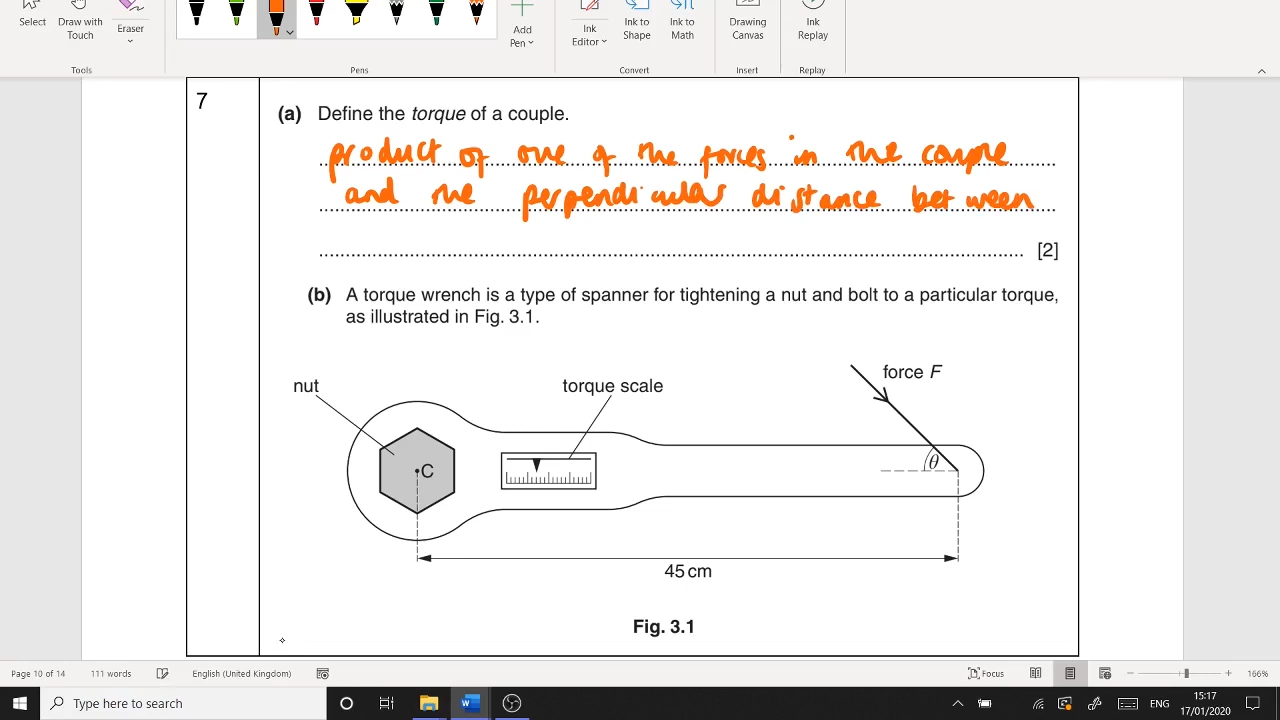 Select
Draw with Touch
Eraser
Add Pen
Ink Editor
Ink to Shape
Ink to Math
Drawing Canvas
Ink Replay
Tools
Pens
Convert
Insert
Replay
7
(a) Define the torque of a couple.
product of one of the forces in the couple
and the perpendicular distance between
[2]
(b) A torque wrench is a type of spanner for tightening a nut and bolt to a particular torque,
as illustrated in Fig. 3.1.
force F
nut
torque scale
C
θ
45 cm
Fig. 3.1
Page 10 of 14
111 words
English (United Kingdom)
Focus
166%
Type here to search
ENG
15:17
17/01/2020